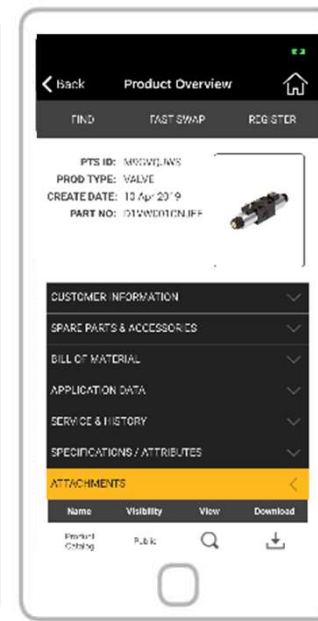 Back Product Overview
FIND FAST SWAP REGISTER
PTS ID:
PROD TYPE: VALVE
CREATE DATE: 10 Apr 2019
PART NO:
CUSTOMER INFORMATION
SPARE PARTS & ACCESSORIES
BILL OF MATERIAL
APPLICATION DATA
SERVICE & HISTORY
SPECIFICATIONS / ATTRIBUTES
ATTACHMENTS
Name Visibility View Download
Product Public
Catalog